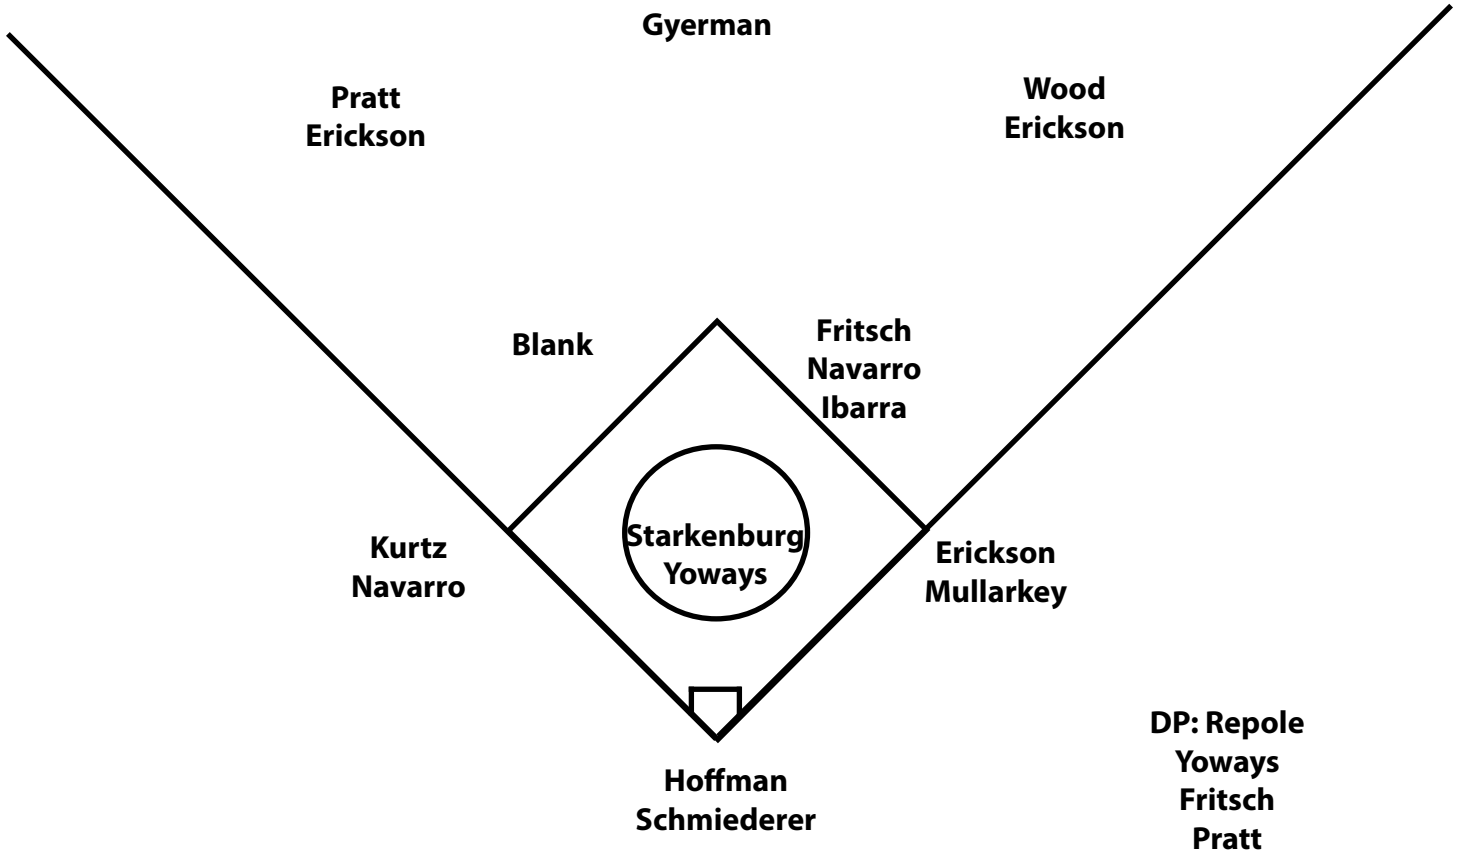 Gyerman
Pratt
Erickson
Wood
Erickson
Blank
Fritsch
Navarro
Ibarra
Kurtz
Navarro
Starkenburg
Yoways
Erickson
Mullarkey
Hoffman
Schmiederer
DP: Repole
Yoways
Fritsch
Pratt